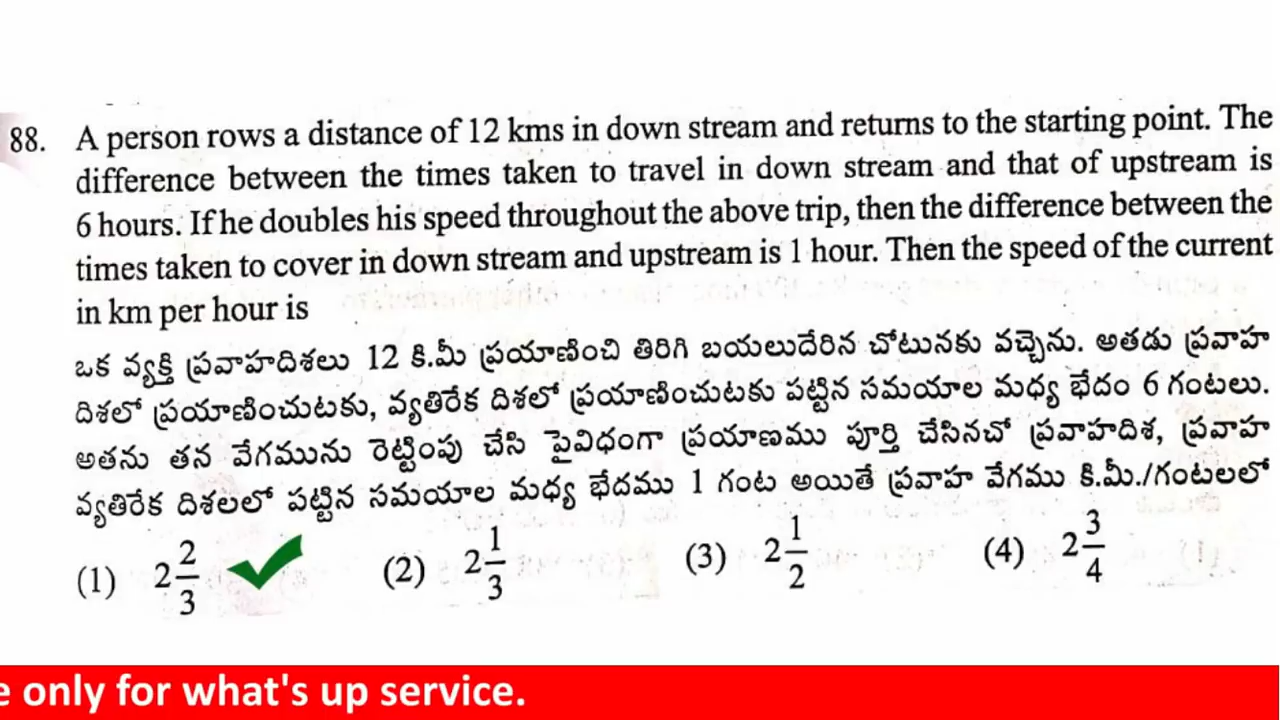 88. A person rows a distance of 12 kms in down stream and returns to the starting point. The
difference between the times taken to travel in down stream and that of upstream is
6 hours. If he doubles his speed throughout the above trip, then the difference between the
times taken to cover in down stream and upstream is 1 hour. Then the speed of the current
in km per hour is
ఒక వ్యక్తి ప్రవాహదిశలు 12 కి.మీ ప్రయాణించి తిరిగి బయలుదేరిన చోటునకు వచ్చెను. అతడు ప్రవాహ
దిశలో ప్రయాణించుటకు, వ్యతిరేక దిశలో ప్రయాణించుటకు పట్టిన సమయాల మధ్య భేదం 6 గంటలు.
అతను తన వేగమును రెట్టింపు చేసి పైవిధంగా ప్రయాణము పూర్తి చేసినచో ప్రవాహదిశ, ప్రవాహ
వ్యతిరేక దిశలలో పట్టిన సమయాల మధ్య భేదము 1 గంట అయితే ప్రవాహ వేగము కి.మీ./గంటలలో
(1) 2 2/3 (2) 2 1/3 (3) 2 1/2 (4) 2 3/4
e only for what's up service.